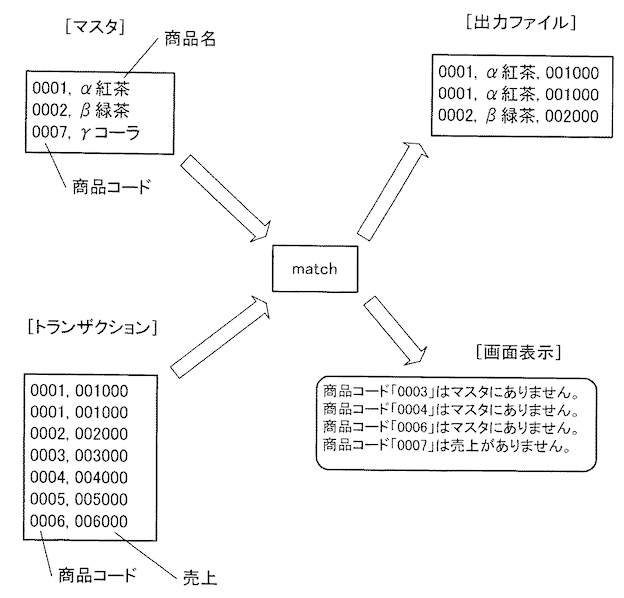 [マスタ]
商品名
0001, α紅茶
0002, β緑茶
0007, γコーラ
商品コード
[出力ファイル]
0001, α紅茶, 001000
0001, α紅茶, 001000
0002, β緑茶, 002000
match
[トランザクション]
0001, 001000
0001, 001000
0002, 002000
0003, 003000
0004, 004000
0005, 005000
0006, 006000
商品コード
売上
[画面表示]
商品コード「0003」はマスタにありません。
商品コード「0004」はマスタにありません。
商品コード「0006」はマスタにありません。
商品コード「0007」は売上がありません。